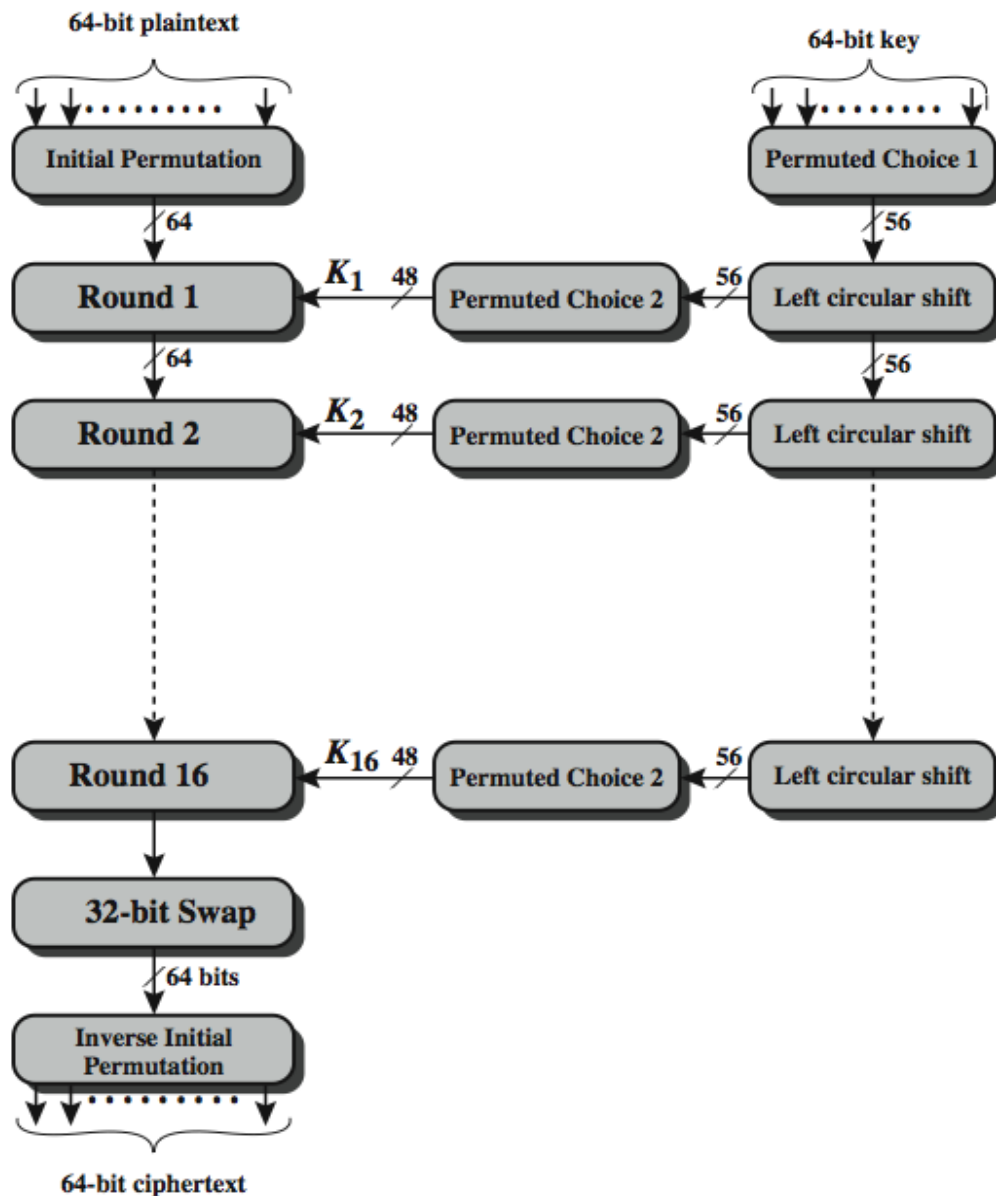 64-bit plaintext
64-bit key
Initial Permutation
Permuted Choice 1
64
56
Round 1
K1
48
Permuted Choice 2
56
Left circular shift
64
56
Round 2
K2
48
Permuted Choice 2
56
Left circular shift
Round 16
K16
48
Permuted Choice 2
56
Left circular shift
32-bit Swap
64 bits
Inverse Initial
Permutation
64-bit ciphertext